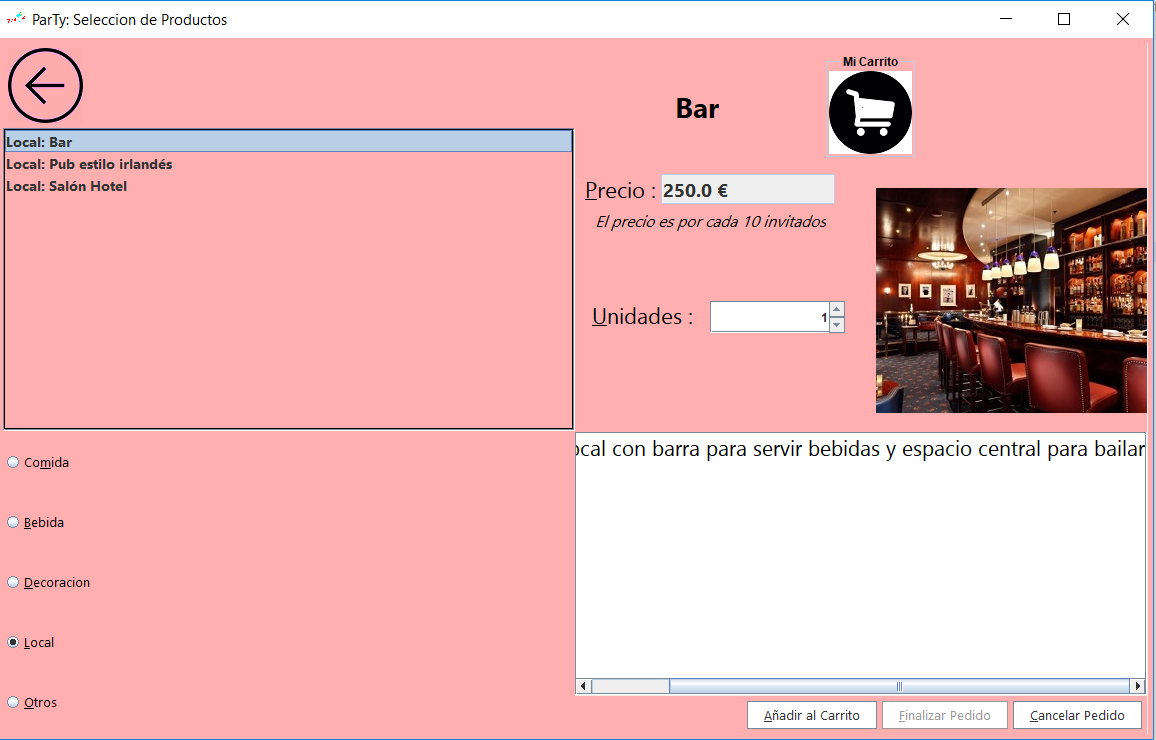 ParTy: Seleccion de Productos
Mi Carrito
Bar
Local: Bar
Local: Pub estilo irlandés
Local: Salón Hotel
Precio : 250.0 €
El precio es por cada 10 invitados
Unidades : 1
con barra para servir bebidas y espacio central para bailar
Comida
Bebida
Decoracion
Local
Otros
Añadir al Carrito
Finalizar Pedido
Cancelar Pedido